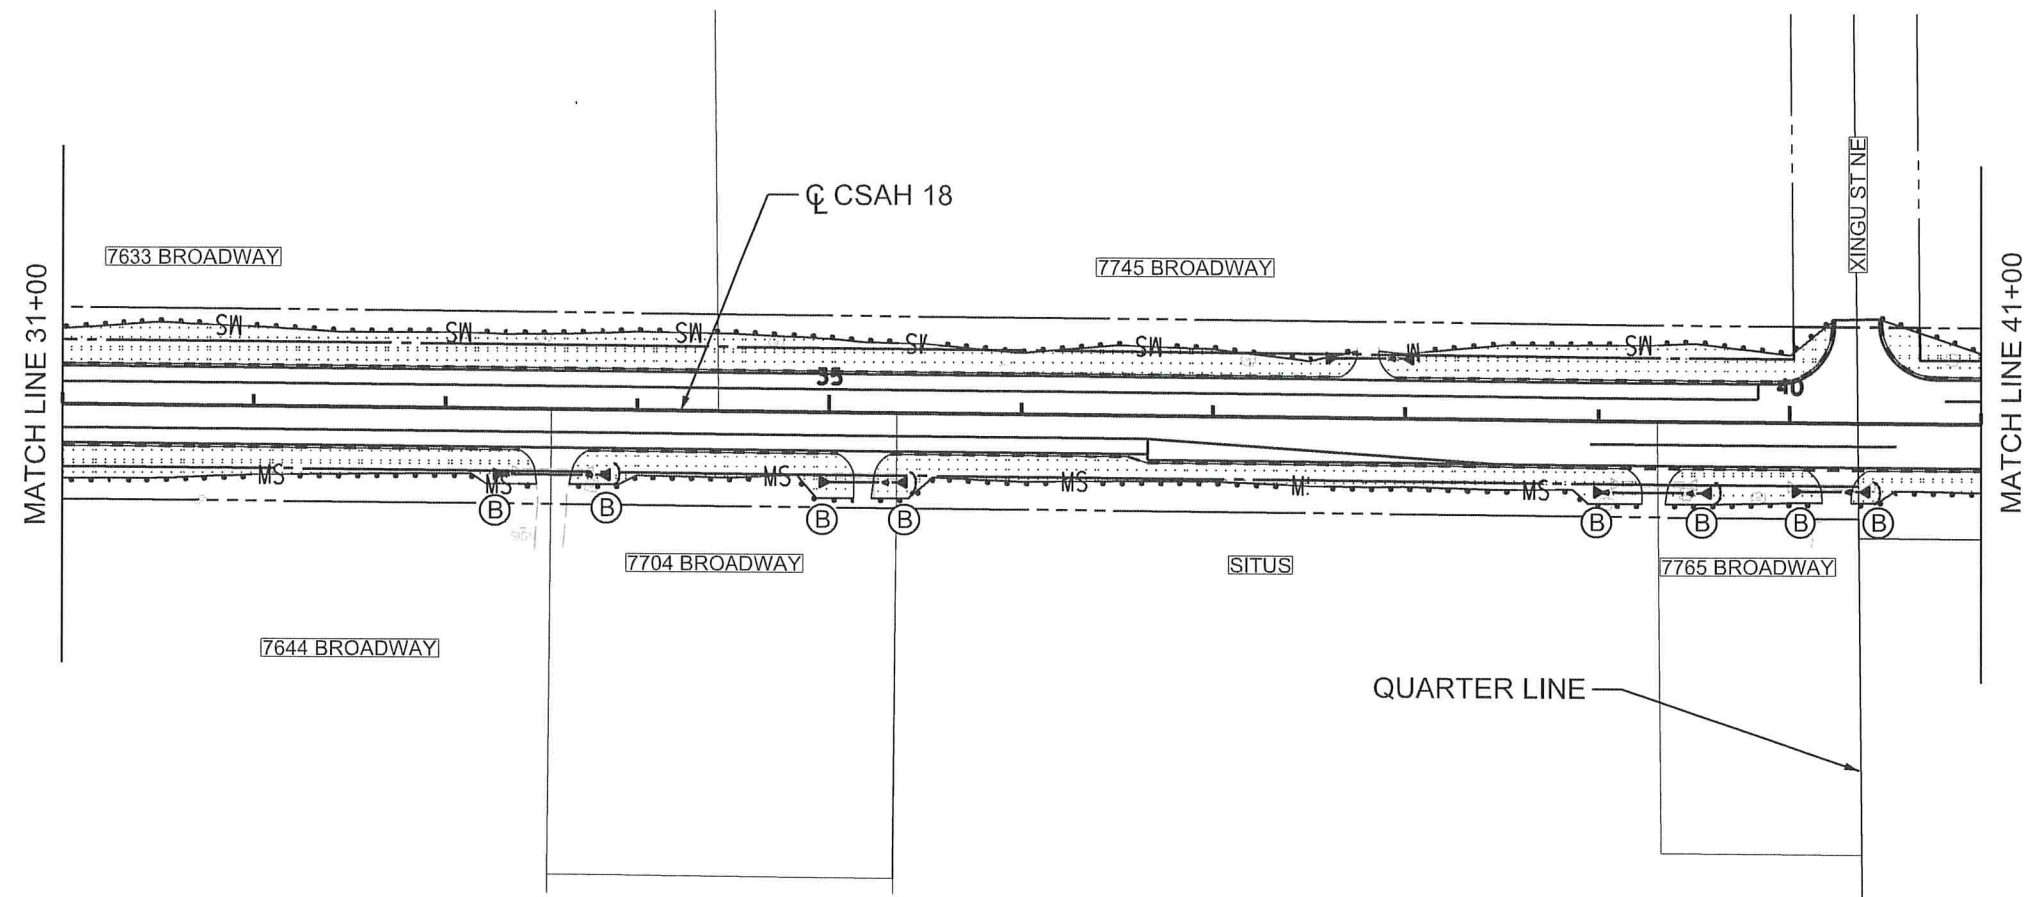 ℄ CSAH 18
XINGU ST NE
7633 BROADWAY
7745 BROADWAY
MATCH LINE 31+00
MATCH LINE 41+00
SW
SW
SW
SW
SW
35
40
MS
MS
MS
MS
MS
B
B
B
B
B
B
B
B
7704 BROADWAY
SITUS
7765 BROADWAY
7644 BROADWAY
QUARTER LINE